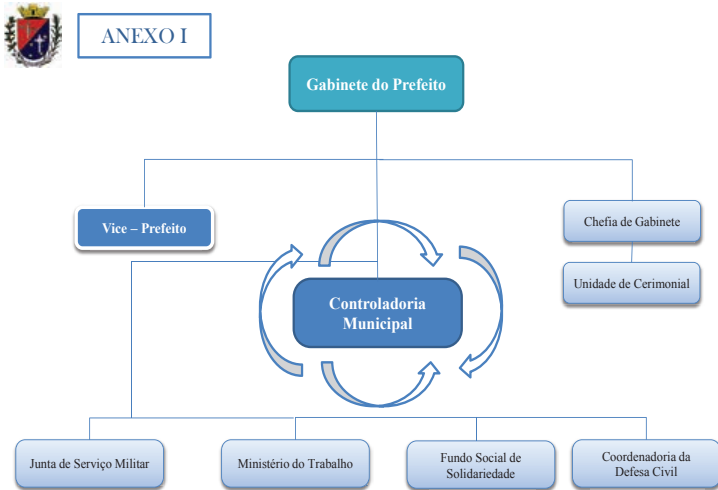 ANEXO I
Gabinete do Prefeito
Vice – Prefeito
Chefia de Gabinete
Unidade de Cerimonial
Controladoria
Municipal
Junta de Serviço Militar
Ministério do Trabalho
Fundo Social de
Solidariedade
Coordenadoria da
Defesa Civil